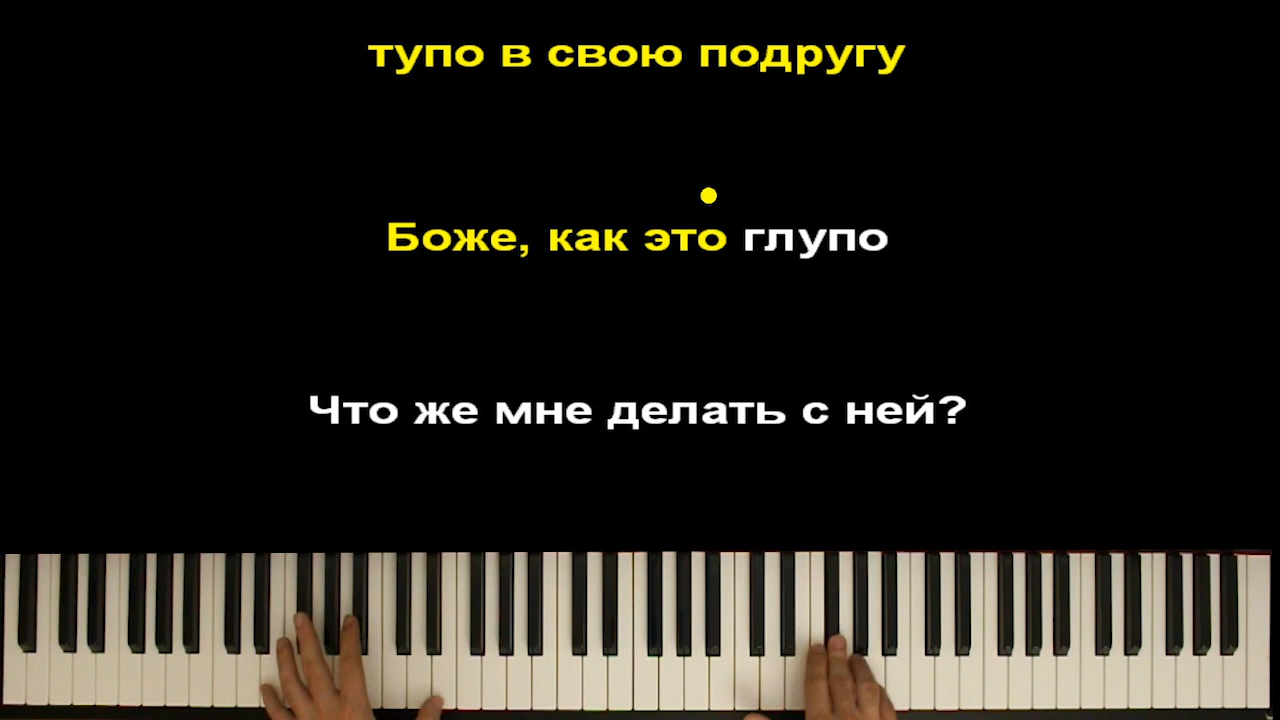 тупо в свою подругу
Боже, как это глупо
Что же мне делать с ней?